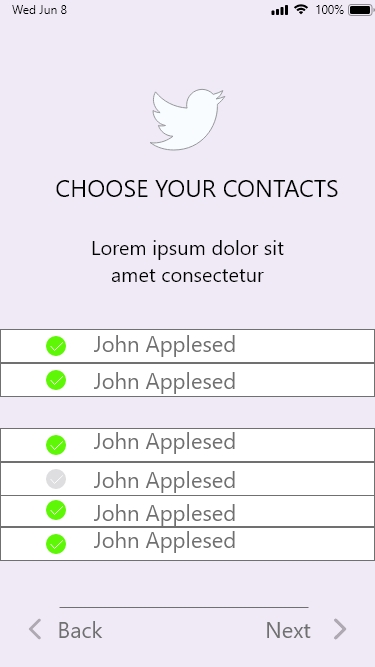 Wed Jun 8
100%
CHOOSE YOUR CONTACTS
Lorem ipsum dolor sit
amet consectetur
John Applesed
John Applesed
John Applesed
John Applesed
John Applesed
John Applesed
Back
Next